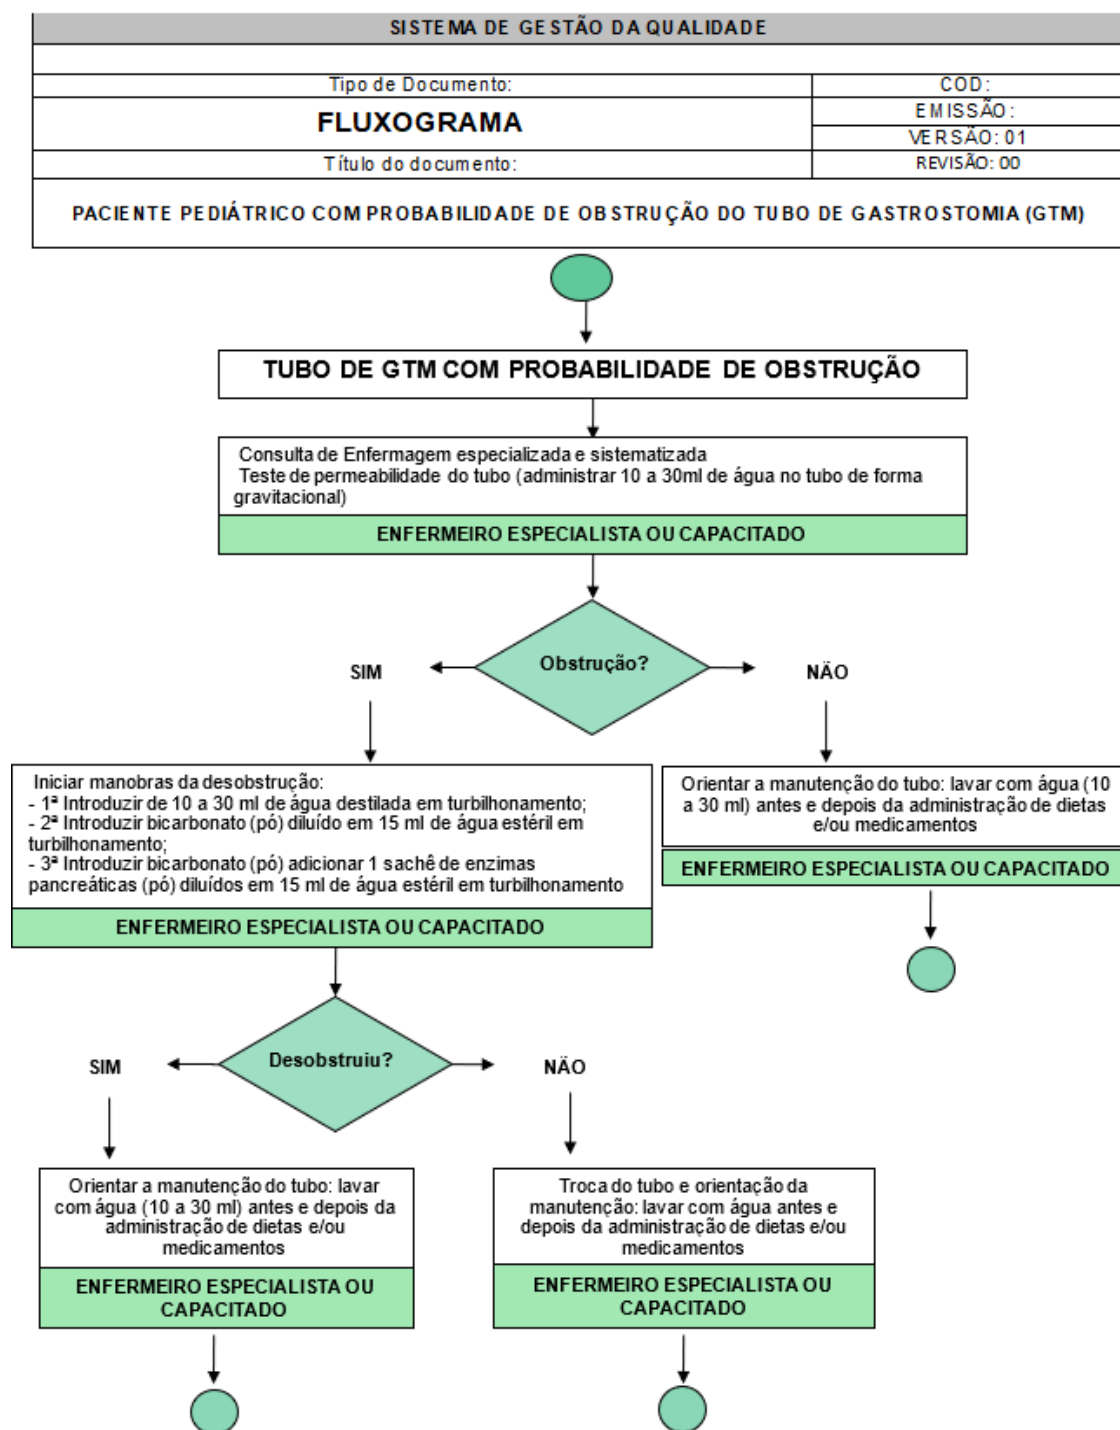 SISTEMA DE GESTÃO DA QUALIDADE
Tipo de Documento:
COD:
FLUXOGRAMA
EMISSÃO:
VERSÃO: 01
Título do documento:
REVISÃO: 00
PACIENTE PEDIÁTRICO COM PROBABILIDADE DE OBSTRUÇÃO DO TUBO DE GASTROSTOMIA (GTM)
TUBO DE GTM COM PROBABILIDADE DE OBSTRUÇÃO
Consulta de Enfermagem especializada e sistematizada
Teste de permeabilidade do tubo (administrar 10 a 30ml de água no tubo de forma
gravitacional)
ENFERMEIRO ESPECIALISTA OU CAPACITADO
Obstrução?
SIM
NÃO
Iniciar manobras da desobstrução:
- 1ª Introduzir de 10 a 30 ml de água destilada em turbilhonamento;
- 2ª Introduzir bicarbonato (pó) diluído em 15 ml de água estéril em
turbilhonamento;
- 3ª Introduzir bicarbonato (pó) adicionar 1 sachê de enzimas
pancreáticas (pó) diluídos em 15 ml de água estéril em turbilhonamento
ENFERMEIRO ESPECIALISTA OU CAPACITADO
Orientar a manutenção do tubo: lavar com água (10
a 30 ml) antes e depois da administração de dietas
e/ou medicamentos
ENFERMEIRO ESPECIALISTA OU CAPACITADO
Desobstruiu?
SIM
NÃO
Orientar a manutenção do tubo: lavar
com água (10 a 30 ml) antes e depois da
administração de dietas e/ou
medicamentos
ENFERMEIRO ESPECIALISTA OU
CAPACITADO
Troca do tubo e orientação da
manutenção: lavar com água antes e
depois da administração de dietas e/ou
medicamentos
ENFERMEIRO ESPECIALISTA OU
CAPACITADO